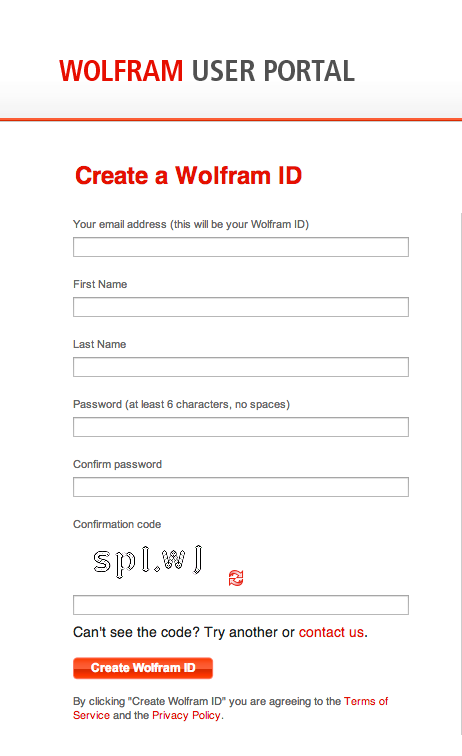 WOLFRAM USER PORTAL
Create a Wolfram ID
Your email address (this will be your Wolfram ID)
First Name
Last Name
Password (at least 6 characters, no spaces)
Confirm password
Confirmation code
Can't see the code? Try another or contact us.
Create Wolfram ID
By clicking "Create Wolfram ID" you are agreeing to the Terms of
Service and the Privacy Policy.